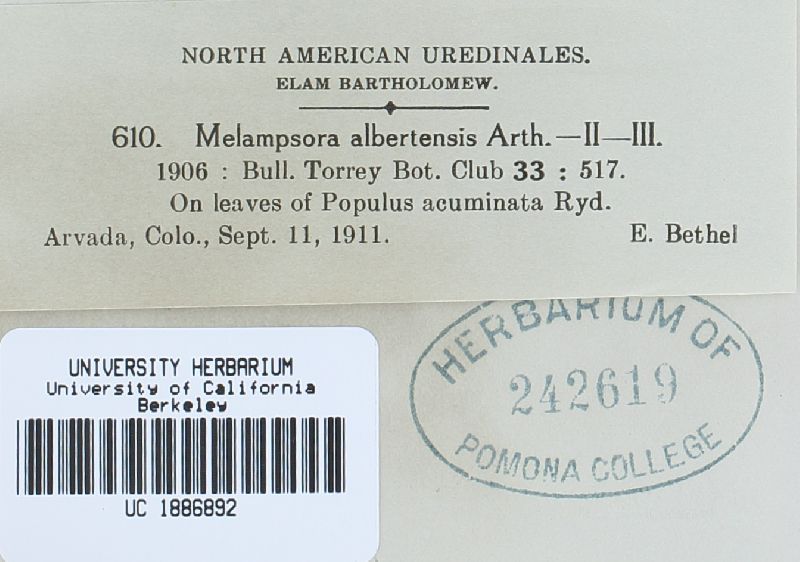 NORTH AMERICAN UREDINALES.
ELAM BARTHOLOMEW.
610. Melampsora albertensis Arth.—II—III.
1906 : Bull. Torrey Bot. Club 33 : 517.
On leaves of Populus acuminata Ryd.
Arvada, Colo., Sept. 11, 1911. E. Bethel
HERBARIUM OF
242619
POMONA COLLEGE
UNIVERSITY HERBARIUM
University of California
Berkeley
UC 1886892